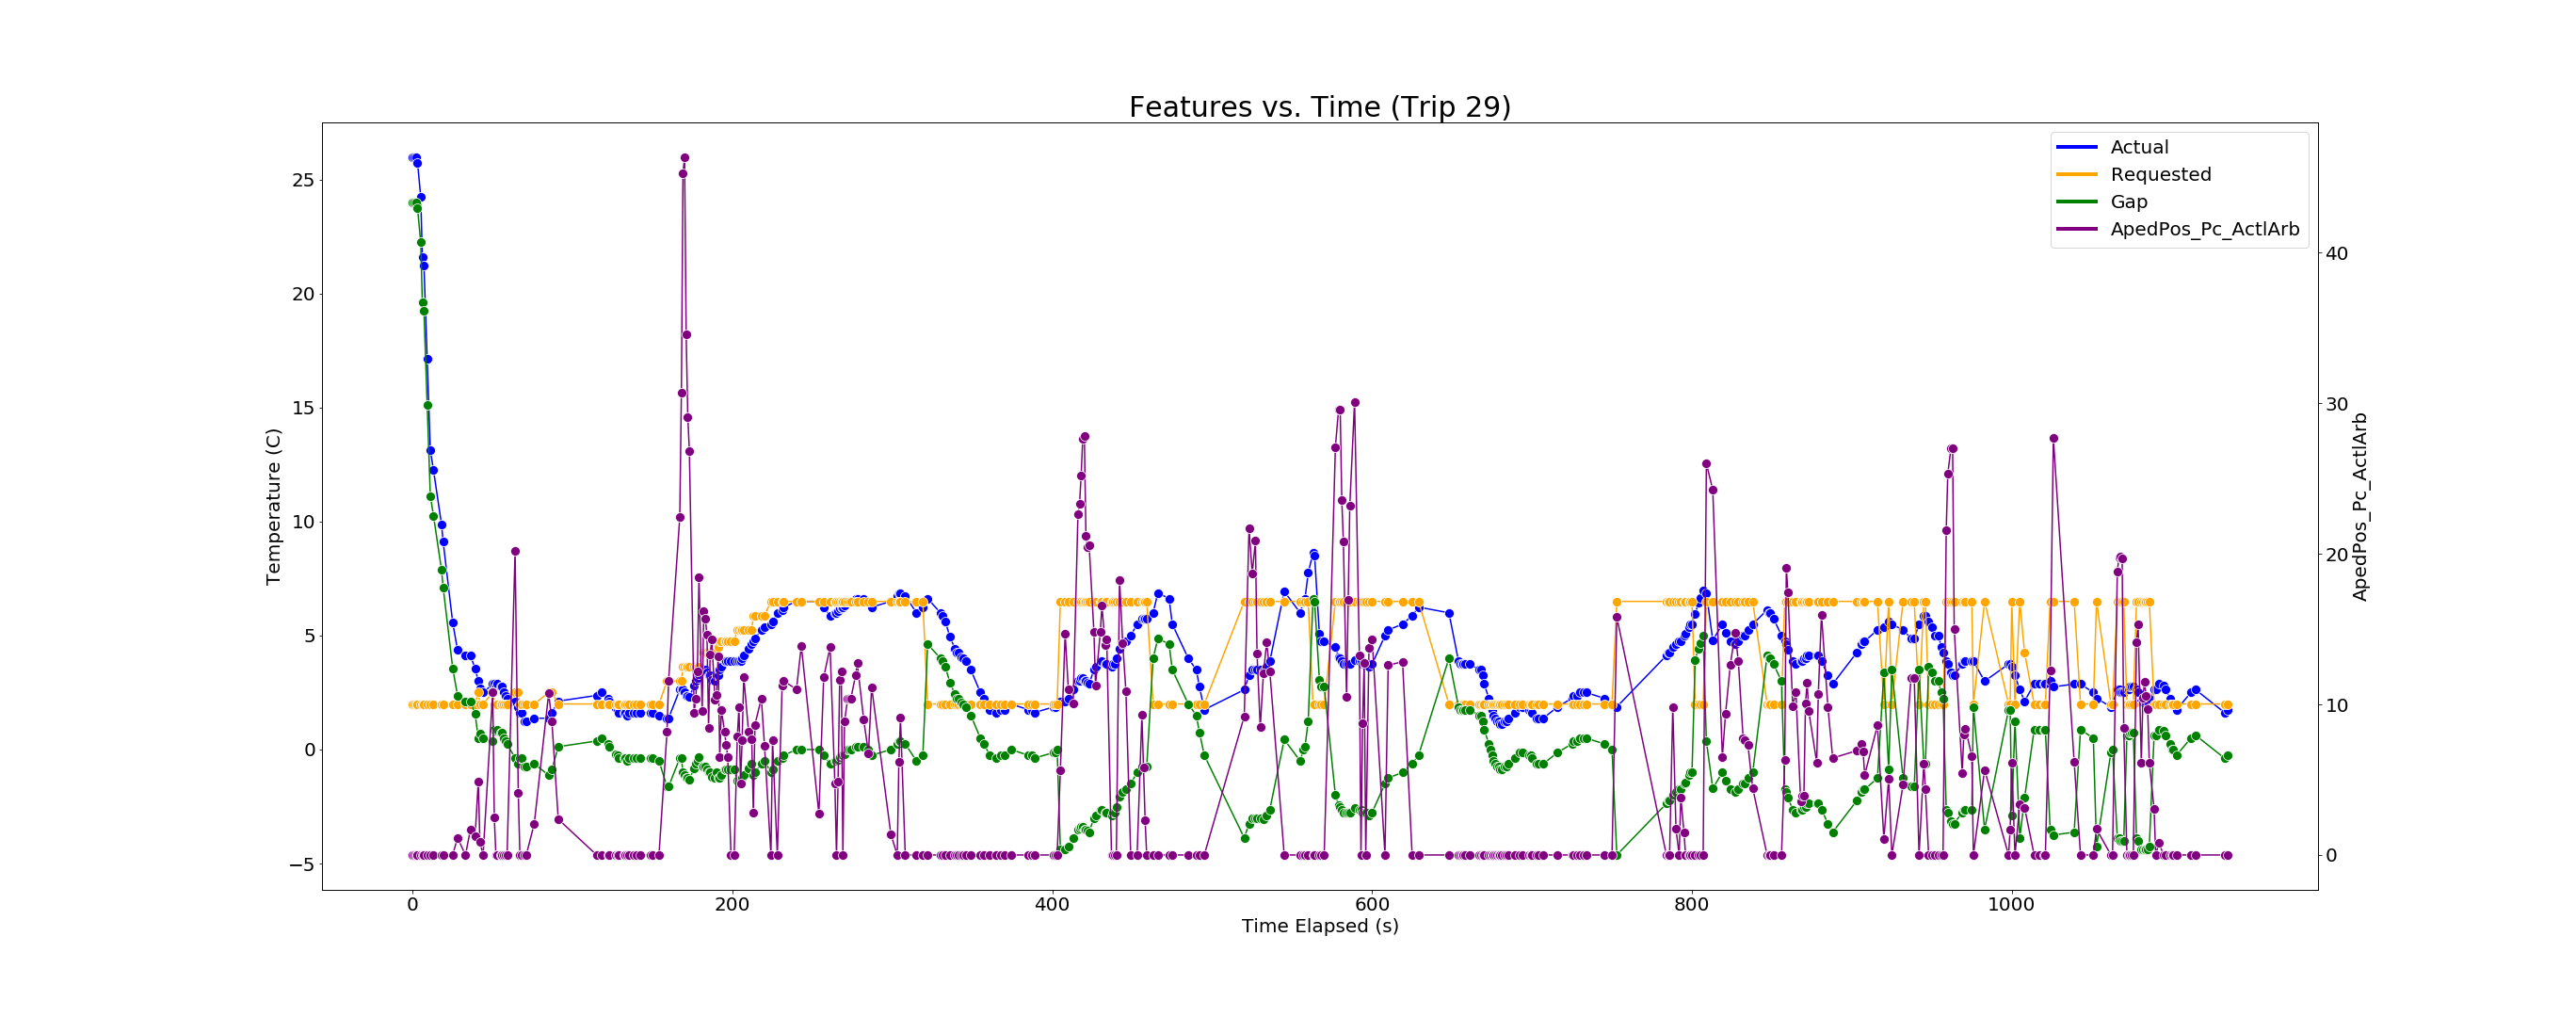 Features vs. Time (Trip 29)
Actual
Requested
Gap
ApedPos_Pc_ActlArb
25
20
15
10
5
0
−5
Temperature (C)
40
30
20
10
0
ApedPos_Pc_ActlArb
0 200 400 600 800 1000
Time Elapsed (s)